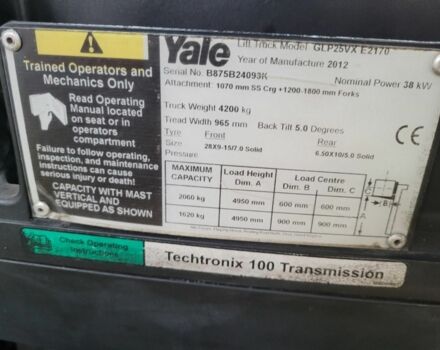 Trained Operators and
Mechanics Only
Read Operating
Manual located
on seat or in
operators
compartment
Failure to follow operating,
inspection, and maintenance
instructions can cause
serious injury or death!
CAPACITY WITH MAST
VERTICAL AND
EQUIPPED AS SHOWN
Yale Lift Truck Model GLP25VX E2170
Year of Manufacture 2012
Serial No. B875B24093K Nominal Power 38 kW
Attachment: 1070 mm SS Crg +1200-1800 mm Forks
Truck Weight 4200 kg
Tread Width 965 mm Back Tilt 5.0 Degrees
Tyre Front Rear
Size 28X9-15/7.0 Solid 6.50X10/5.0 Solid
Pressure
CE
MAXIMUM CAPACITY Load Height Dim. A Load Centre Dim. B Dim. C
2060 kg 4950 mm 600 mm 600 mm
1620 kg 4950 mm 900 mm 900 mm
C
B
A
Check Operating
Instructions
Techtronix 100 Transmission